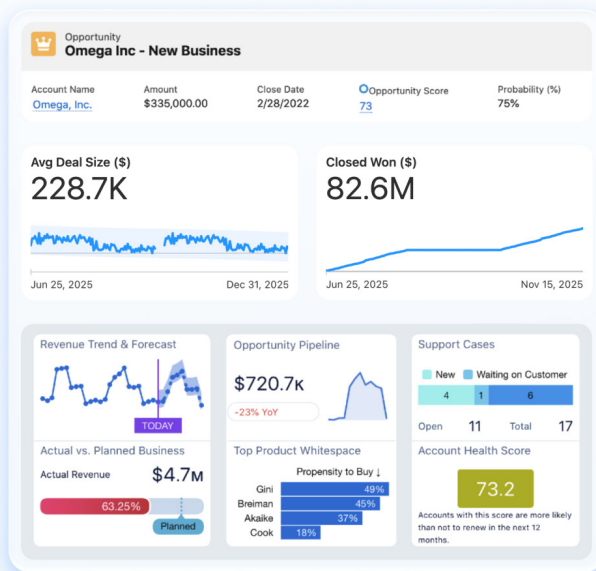 Opportunity
Omega Inc - New Business
Account Name
Amount
Close Date
Opportunity Score
Probability (%)
Omega, Inc.
$335,000.00
2/28/2022
73
75%
Avg Deal Size ($)
228.7K
Jun 25, 2025
Dec 31, 2025
Closed Won ($)
82.6M
Jun 25, 2025
Nov 15, 2025
Revenue Trend & Forecast
TODAY
Opportunity Pipeline
$720.7K
-23% YoY
Support Cases
New
Waiting on Customer
4
1
6
Open 11 Total 17
Actual vs. Planned Business
Actual Revenue $4.7M
63.25%
Planned
Top Product Whitespace
Propensity to Buy ↓
Gini 49%
Breiman 45%
Akaike 37%
Cook 18%
Account Health Score
73.2
Accounts with this score are more likely
than not to renew in the next 12
months.